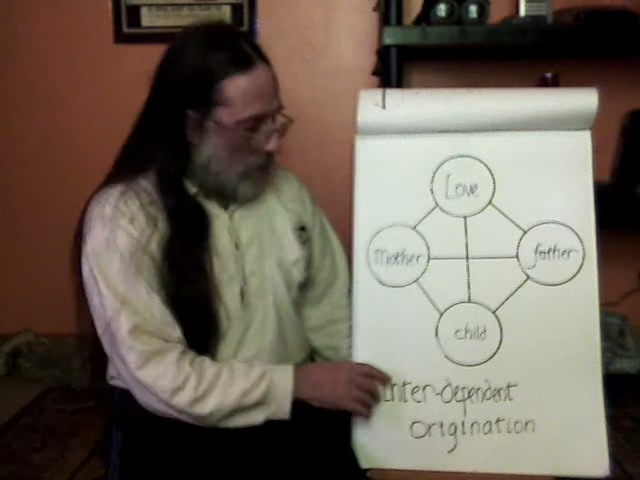 Love
Mother
father
child
inter-dependent
Origination